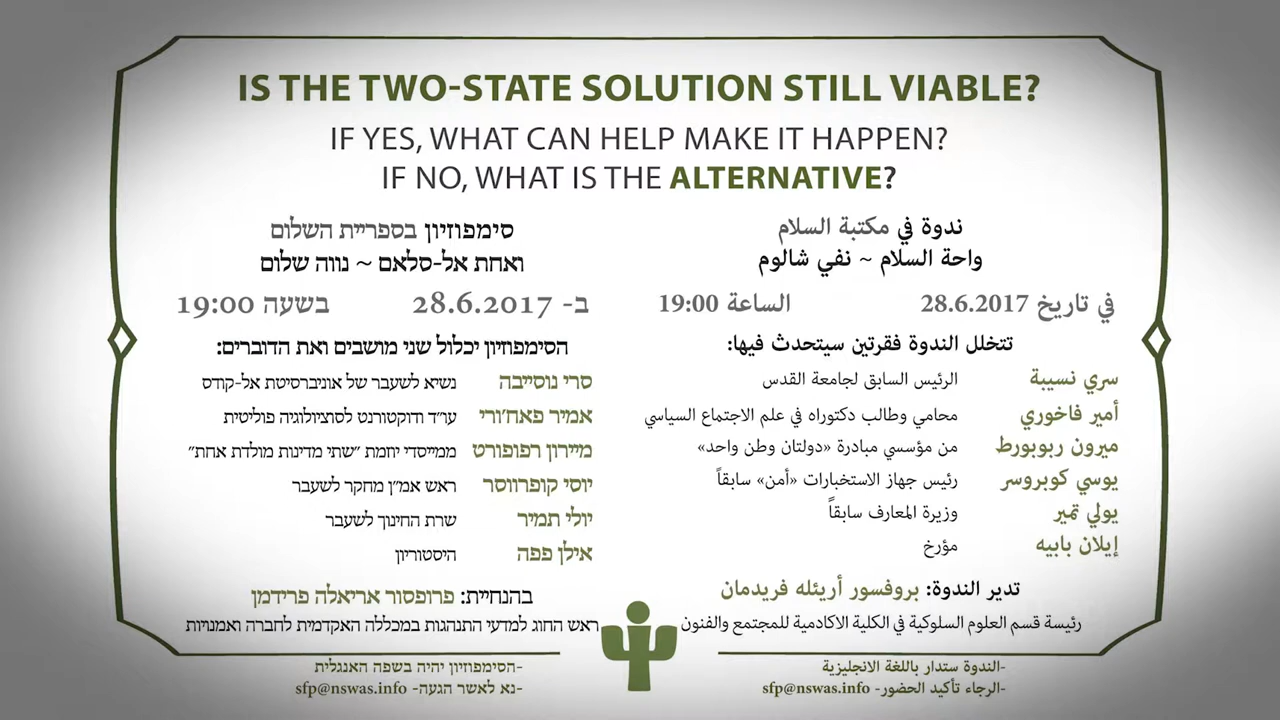 IS THE TWO-STATE SOLUTION STILL VIABLE?
IF YES, WHAT CAN HELP MAKE IT HAPPEN?
IF NO, WHAT IS THE ALTERNATIVE?
ندوة في مكتبة السلام
واحة السلام ~ نفي شالوم
في تاريخ 28.6.2017 الساعة 19:00
تتخلل الندوة فقرتين سيتحدث فيها:
سري نسيبة الرئيس السابق لجامعة القدس
أمير فاخوري محامي وطالب دكتوراه في علم الاجتماع السياسي
ميرون ربوبورط من مؤسسي مبادرة «دولتان وطن واحد»
يوسي كوبروسر رئيس جهاز الاستخبارات «أمن» سابقاً
يولي تمير وزيرة المعارف سابقاً
إيلان بابيه مؤرخ
تدير الندوة: بروفسور أريئله فريدمان
رئيسة قسم العلوم السلوكية في الكلية الاكادمية للمجتمع والفنون
-الندوة ستدار باللغة الانجليزية
-الرجاء تأكيد الحضور- sfp@nswas.info
סימפוזיון בספריית השלום
וואחת אל-סלאם ~ נווה שלום
ב- 28.6.2017 בשעה 19:00
הסימפוזיון יכלול שני מושבים ואת הדוברים:
סרי נוסייבה נשיא לשעבר של אוניברסיטת אל-קודס
אמיר פאח'ורי עו״ד ודוקטורנט לסוציולוגיה פוליטית
מיירון רפופורט ממייסדי יוזמת ״שתי מדינות מולדת אחת״
יוסי קופרווסר ראש אמ״ן מחקר לשעבר
יולי תמיר שרת החינוך לשעבר
אילן פפה היסטוריון
בהנחיית: פרופסור אריאלה פרידמן
ראש החוג למדעי התנהגות במכללה האקדמית לחברה ואמנויות
-הסימפוזיון יהיה בשפה האנגלית
-נא לאשר הגעה- sfp@nswas.info